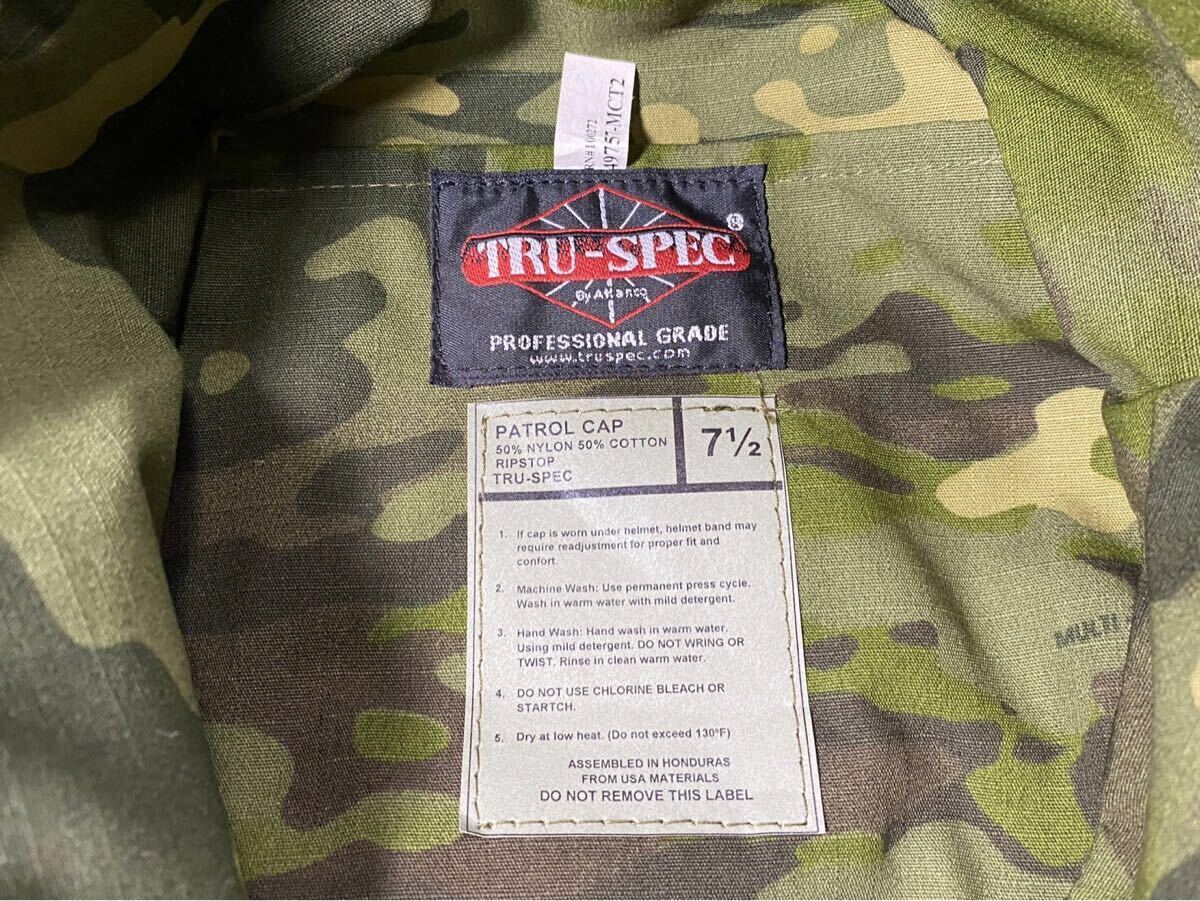 RN#100272
49757-MCT2
TRU-SPEC®
By Atlanco
PROFESSIONAL GRADE
www.truspec.com
PATROL CAP
50% NYLON 50% COTTON
RIPSTOP
TRU-SPEC
7½
1. If cap is worn under helmet, helmet band may
require readjustment for proper fit and
confort.
2. Machine Wash: Use permanent press cycle.
Wash in warm water with mild detergent.
3. Hand Wash: Hand wash in warm water.
Using mild detergent. DO NOT WRING OR
TWIST. Rinse in clean warm water.
4. DO NOT USE CHLORINE BLEACH OR
STARTCH.
5. Dry at low heat. (Do not exceed 130°F)
ASSEMBLED IN HONDURAS
FROM USA MATERIALS
DO NOT REMOVE THIS LABEL
MULTI